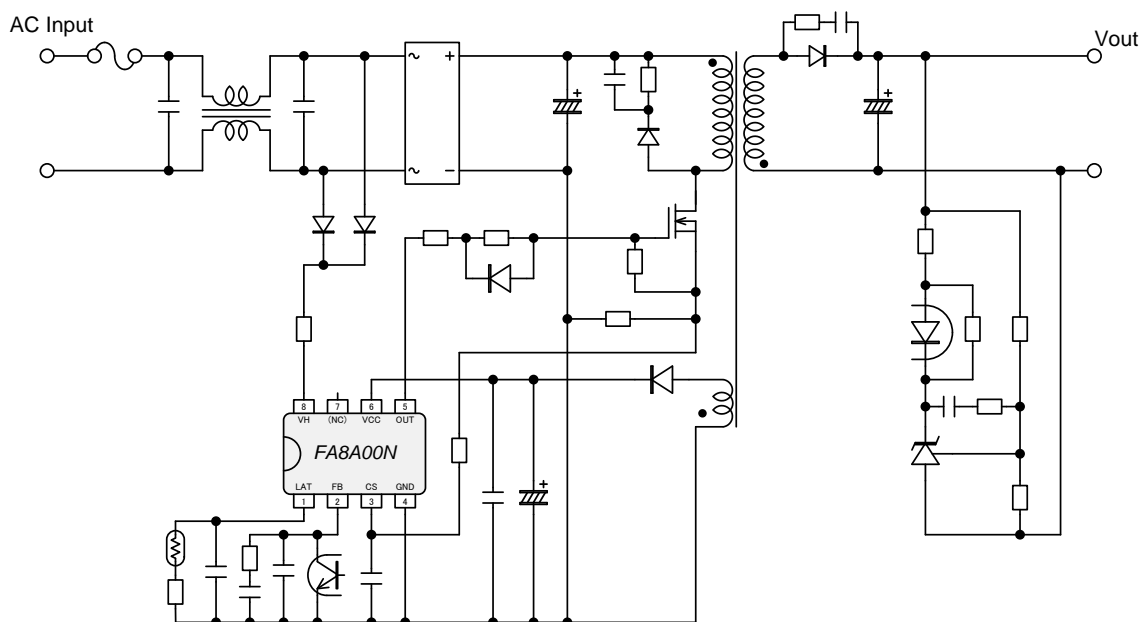 AC Input
Vout
~ +
+
+
~ −
8 7 6 5
VH (NC) VCC OUT
FA8A00N
LAT FB CS GND
1 2 3 4
+